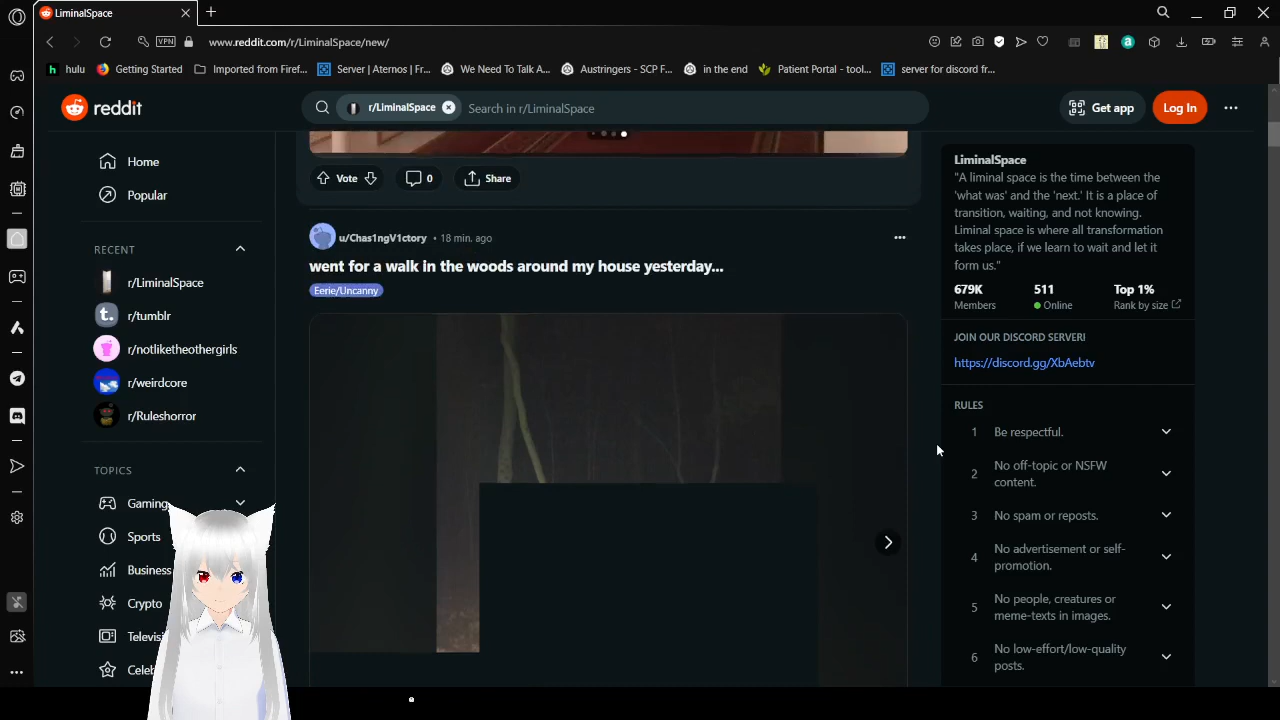 LiminalSpace
VPN
www.reddit.com/r/LiminalSpace/new/
hulu
Getting Started
Imported from Firef...
Server | Aternos | Fr...
We Need To Talk A...
Austringers - SCP F...
in the end
Patient Portal - tool...
server for discord fr...
reddit
r/LiminalSpace
Search in r/LiminalSpace
Get app
Log In
Home
Popular
RECENT
r/LiminalSpace
r/tumblr
r/notliketheothergirls
r/weirdcore
r/Ruleshorror
TOPICS
Gaming
Sports
Business
Crypto
Televisi
Celeb
Vote
0
Share
u/Chas1ngV1ctory • 18 min. ago
went for a walk in the woods around my house yesterday...
Eerie/Uncanny
LiminalSpace
"A liminal space is the time between the
'what was' and the 'next.' It is a place of
transition, waiting, and not knowing.
Liminal space is where all transformation
takes place, if we learn to wait and let it
form us."
679K 511 Top 1%
Members Online Rank by size
JOIN OUR DISCORD SERVER!
https://discord.gg/XbAebtv
RULES
1 Be respectful.
2 No off-topic or NSFW
content.
3 No spam or reposts.
4 No advertisement or self-
promotion.
5 No people, creatures or
meme-texts in images.
6 No low-effort/low-quality
posts.